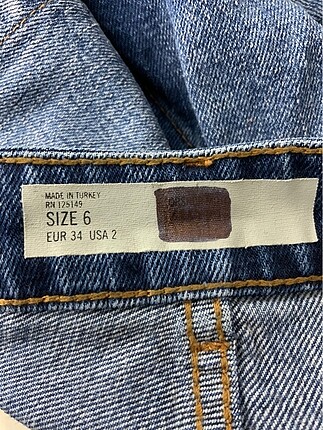 MADE IN TURKEY
RN 125149
SIZE 6
EUR 34 USA 2